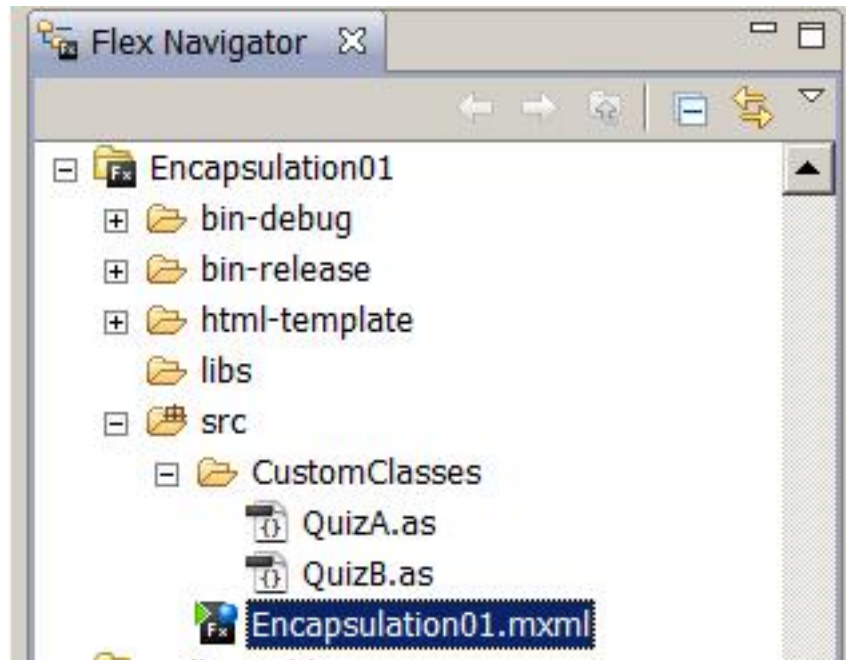 Flex Navigator
Encapsulation01
bin-debug
bin-release
html-template
libs
src
CustomClasses
QuizA.as
QuizB.as
Encapsulation01.mxml